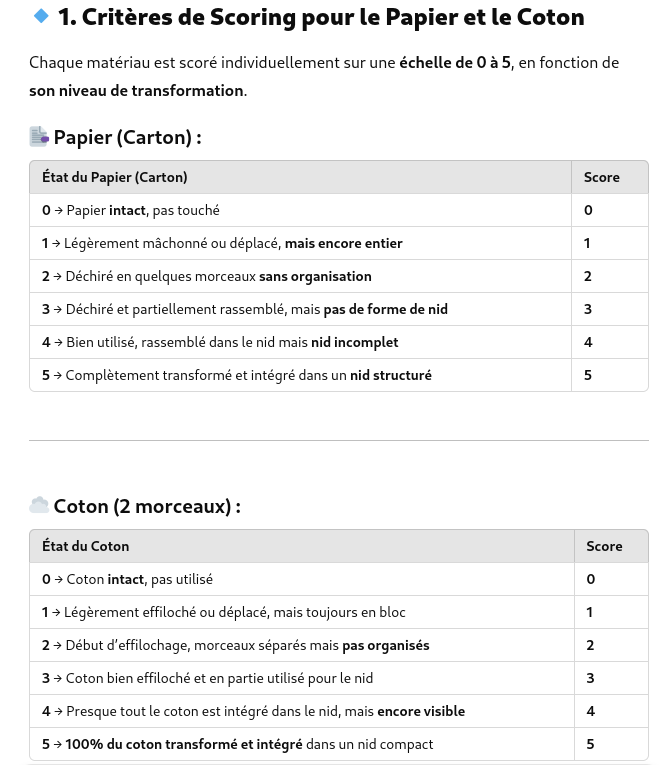 1. Critères de Scoring pour le Papier et le Coton
Chaque matériau est scoré individuellement sur une échelle de 0 à 5, en fonction de
son niveau de transformation.
Papier (Carton) :
État du Papier (Carton) Score
0 → Papier intact, pas touché 0
1 → Légèrement mâchonné ou déplacé, mais encore entier 1
2 → Déchiré en quelques morceaux sans organisation 2
3 → Déchiré et partiellement rassemblé, mais pas de forme de nid 3
4 → Bien utilisé, rassemblé dans le nid mais nid incomplet 4
5 → Complètement transformé et intégré dans un nid structuré 5
Coton (2 morceaux) :
État du Coton Score
0 → Coton intact, pas utilisé 0
1 → Légèrement effiloché ou déplacé, mais toujours en bloc 1
2 → Début d’effilochage, morceaux séparés mais pas organisés 2
3 → Coton bien effiloché et en partie utilisé pour le nid 3
4 → Presque tout le coton est intégré dans le nid, mais encore visible 4
5 → 100% du coton transformé et intégré dans un nid compact 5